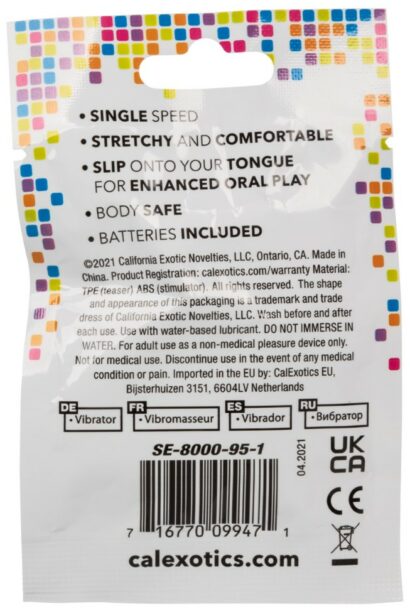 • SINGLE SPEED
• STRETCHY AND COMFORTABLE
• SLIP ONTO YOUR TONGUE
FOR ENHANCED ORAL PLAY
• BODY SAFE
• BATTERIES INCLUDED
©2021 California Exotic Novelties, LLC, Ontario, CA. Made in
China. Product Registration: calexotics.com/warranty Material:
TPE (teaser) ABS (stimulator). All rights reserved. The shape
and appearance of this packaging is a trademark and trade
dress of California Exotic Novelties, LLC. Wash before and after
each use. Use with water-based lubricant. DO NOT IMMERSE IN
WATER. For adult use as a non-medical pleasure device only.
Not for medical use. Discontinue use in the event of any medical
condition or pain. Imported in the EU by: CalExotics EU,
Bijsterhuizen 3151, 6604LV Netherlands
DE • Vibrator FR • Vibromasseur ES • Vibrador RU • Вибратор
SE-8000-95-1
04.2021
UK
CA
CE
7 16770 09947 1
calexotics.com